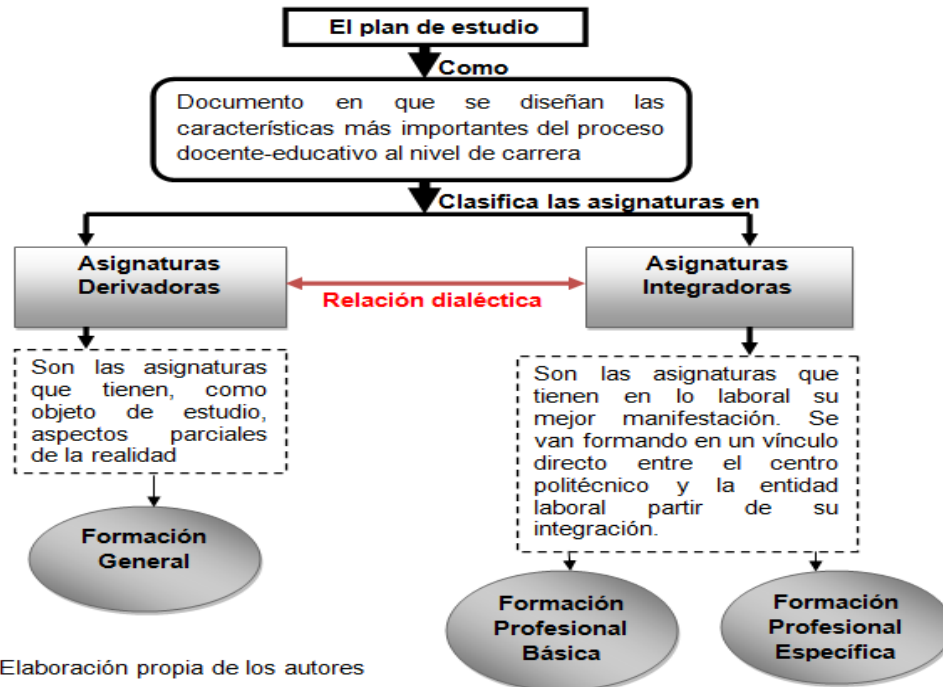 El plan de estudio
Como
Documento en que se diseñan las
características más importantes del proceso
docente-educativo al nivel de carrera
Clasifica las asignaturas en
Asignaturas
Derivadoras
Relación dialéctica
Asignaturas
Integradoras
Son las asignaturas
que tienen, como
objeto de estudio,
aspectos parciales
de la realidad
Son las asignaturas que
tienen en lo laboral su
mejor manifestación. Se
van formando en un vínculo
directo entre el centro
politécnico y la entidad
laboral partir de su
integración.
Formación
General
Formación
Profesional
Básica
Formación
Profesional
Específica
Elaboración propia de los autores